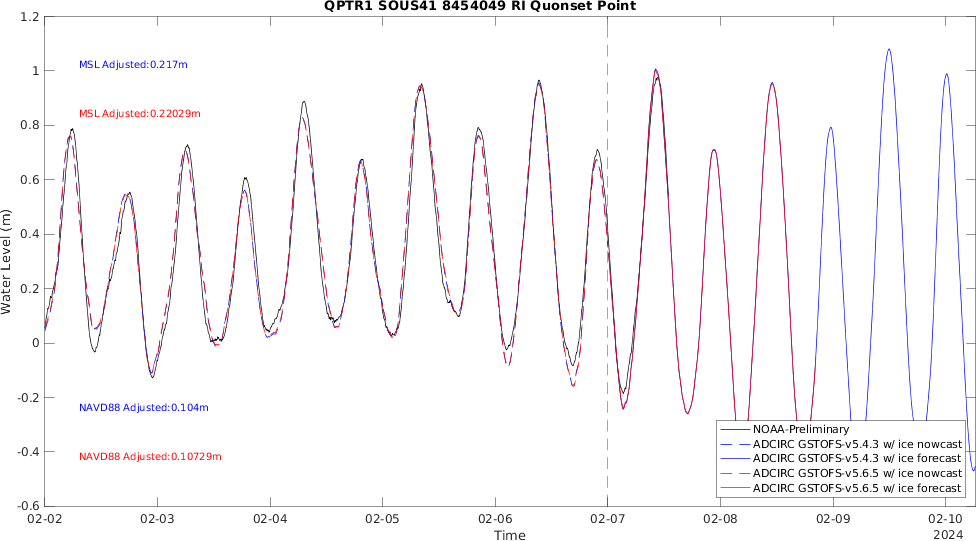 QPTR1 SOUS41 8454049 RI Quonset Point
1.2
1
0.8
0.6
0.4
0.2
0
-0.2
-0.4
-0.6
Water Level (m)
MSL Adjusted:0.217m
MSL Adjusted:0.22029m
NAVD88 Adjusted:0.104m
NAVD88 Adjusted:0.10729m
NOAA-Preliminary
ADCIRC GSTOFS-v5.4.3 w/ ice nowcast
ADCIRC GSTOFS-v5.4.3 w/ ice forecast
ADCIRC GSTOFS-v5.6.5 w/ ice nowcast
ADCIRC GSTOFS-v5.6.5 w/ ice forecast
02-02 02-03 02-04 02-05 02-06 02-07 02-08 02-09 02-10
Time 2024